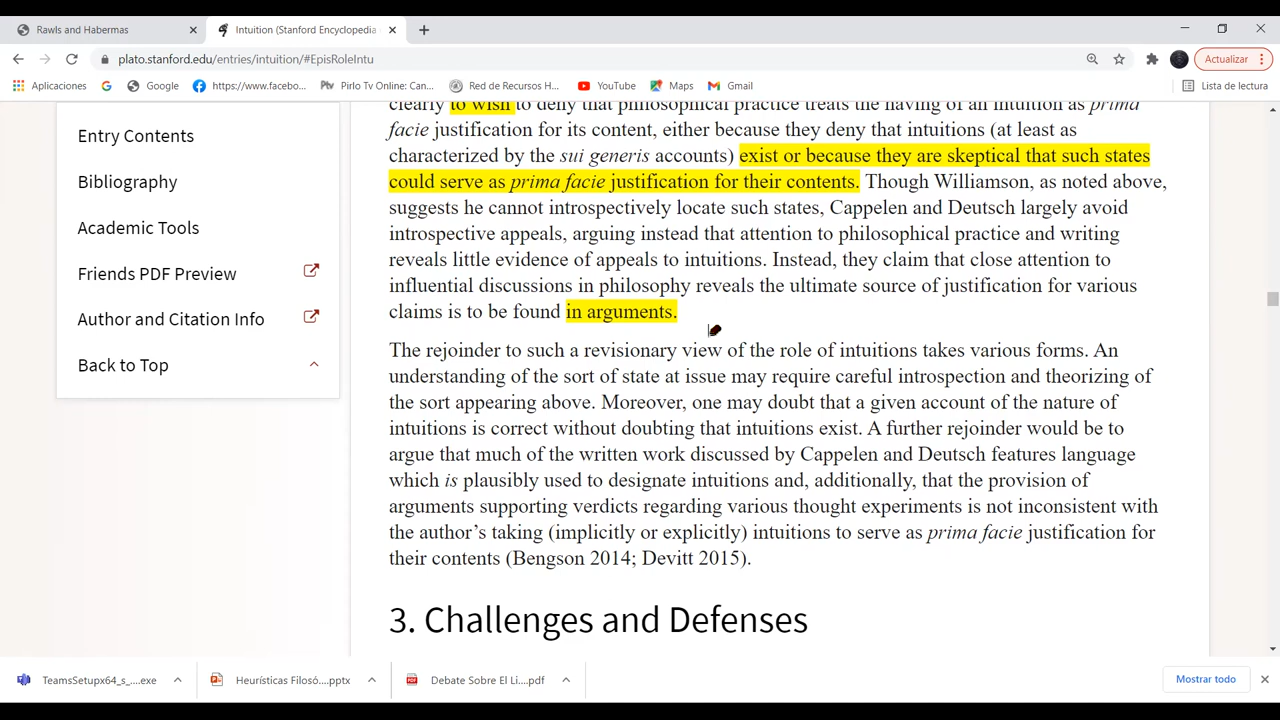 Rawls and Habermas
Intuition (Stanford Encyclopedia
plato.stanford.edu/entries/intuition/#EpisRoleIntu
Actualizar
Aplicaciones
Google
https://www.facebo...
Pirlo Tv Online: Can...
Red de Recursos H...
YouTube
Maps
Gmail
Lista de lectura
Entry Contents
Bibliography
Academic Tools
Friends PDF Preview
Author and Citation Info
Back to Top
clearly to wish to deny that philosophical practice treats the having of an intuition as prima
facie justification for its content, either because they deny that intuitions (at least as
characterized by the sui generis accounts) exist or because they are skeptical that such states
could serve as prima facie justification for their contents. Though Williamson, as noted above,
suggests he cannot introspectively locate such states, Cappelen and Deutsch largely avoid
introspective appeals, arguing instead that attention to philosophical practice and writing
reveals little evidence of appeals to intuitions. Instead, they claim that close attention to
influential discussions in philosophy reveals the ultimate source of justification for various
claims is to be found in arguments.
The rejoinder to such a revisionary view of the role of intuitions takes various forms. An
understanding of the sort of state at issue may require careful introspection and theorizing of
the sort appearing above. Moreover, one may doubt that a given account of the nature of
intuitions is correct without doubting that intuitions exist. A further rejoinder would be to
argue that much of the written work discussed by Cappelen and Deutsch features language
which is plausibly used to designate intuitions and, additionally, that the provision of
arguments supporting verdicts regarding various thought experiments is not inconsistent with
the author’s taking (implicitly or explicitly) intuitions to serve as prima facie justification for
their contents (Bengson 2014; Devitt 2015).
3. Challenges and Defenses
TeamsSetupx64_s_....exe
Heurísticas Filosó....pptx
Debate Sobre El Li....pdf
Mostrar todo